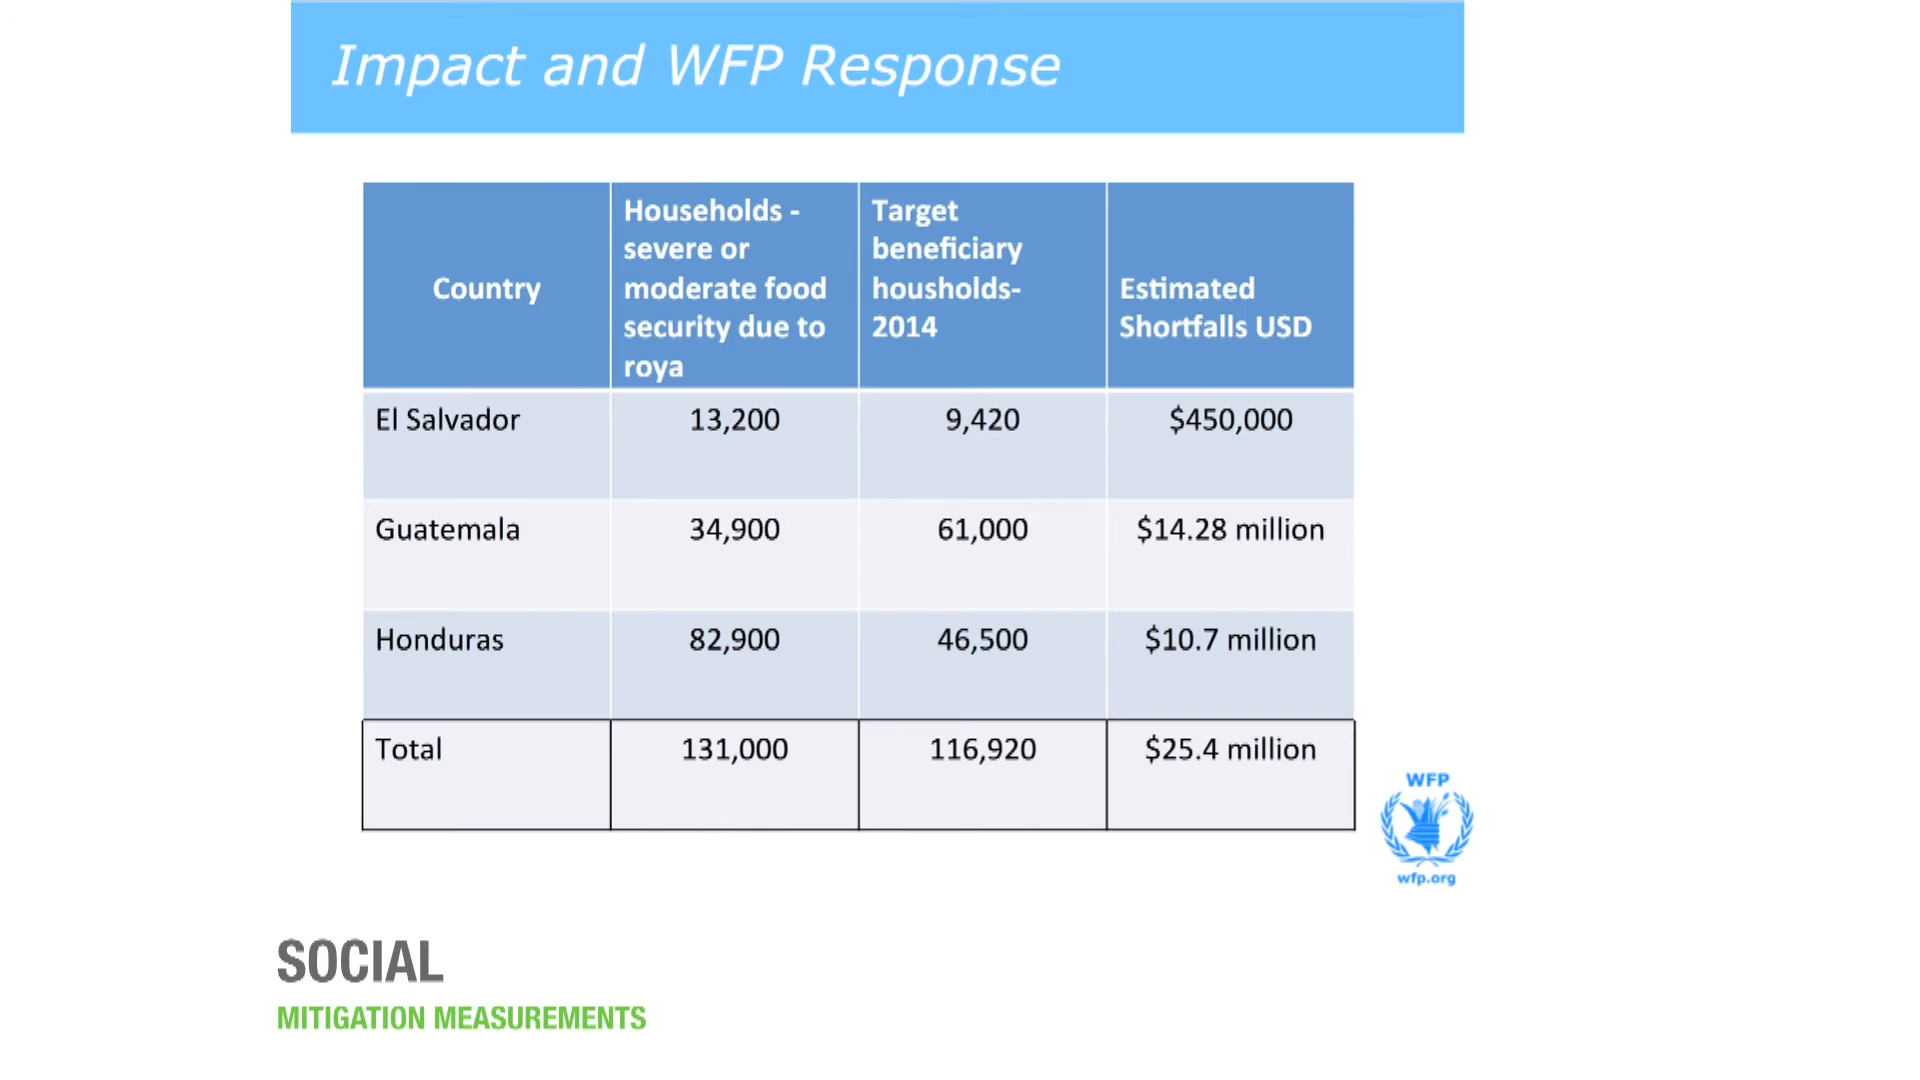 Impact and WFP Response
Country
Households -
severe or
moderate food
security due to
roya
Target
beneficiary
housholds-
2014
Estimated
Shortfalls USD
El Salvador 13,200 9,420 $450,000
Guatemala 34,900 61,000 $14.28 million
Honduras 82,900 46,500 $10.7 million
Total 131,000 116,920 $25.4 million
WFP
wfp.org
SOCIAL
MITIGATION MEASUREMENTS